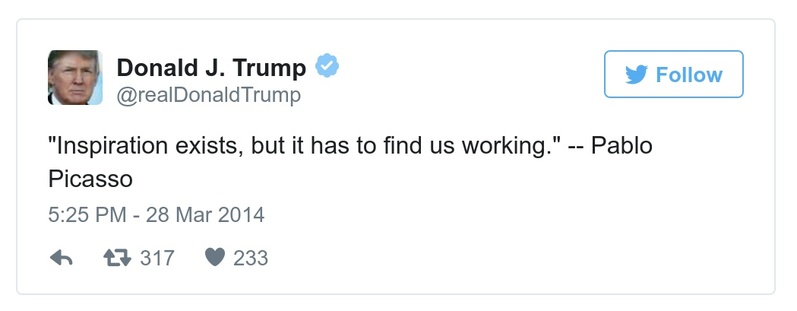 Donald J. Trump
@realDonaldTrump
Follow
"Inspiration exists, but it has to find us working." -- Pablo
Picasso
5:25 PM - 28 Mar 2014
317 233